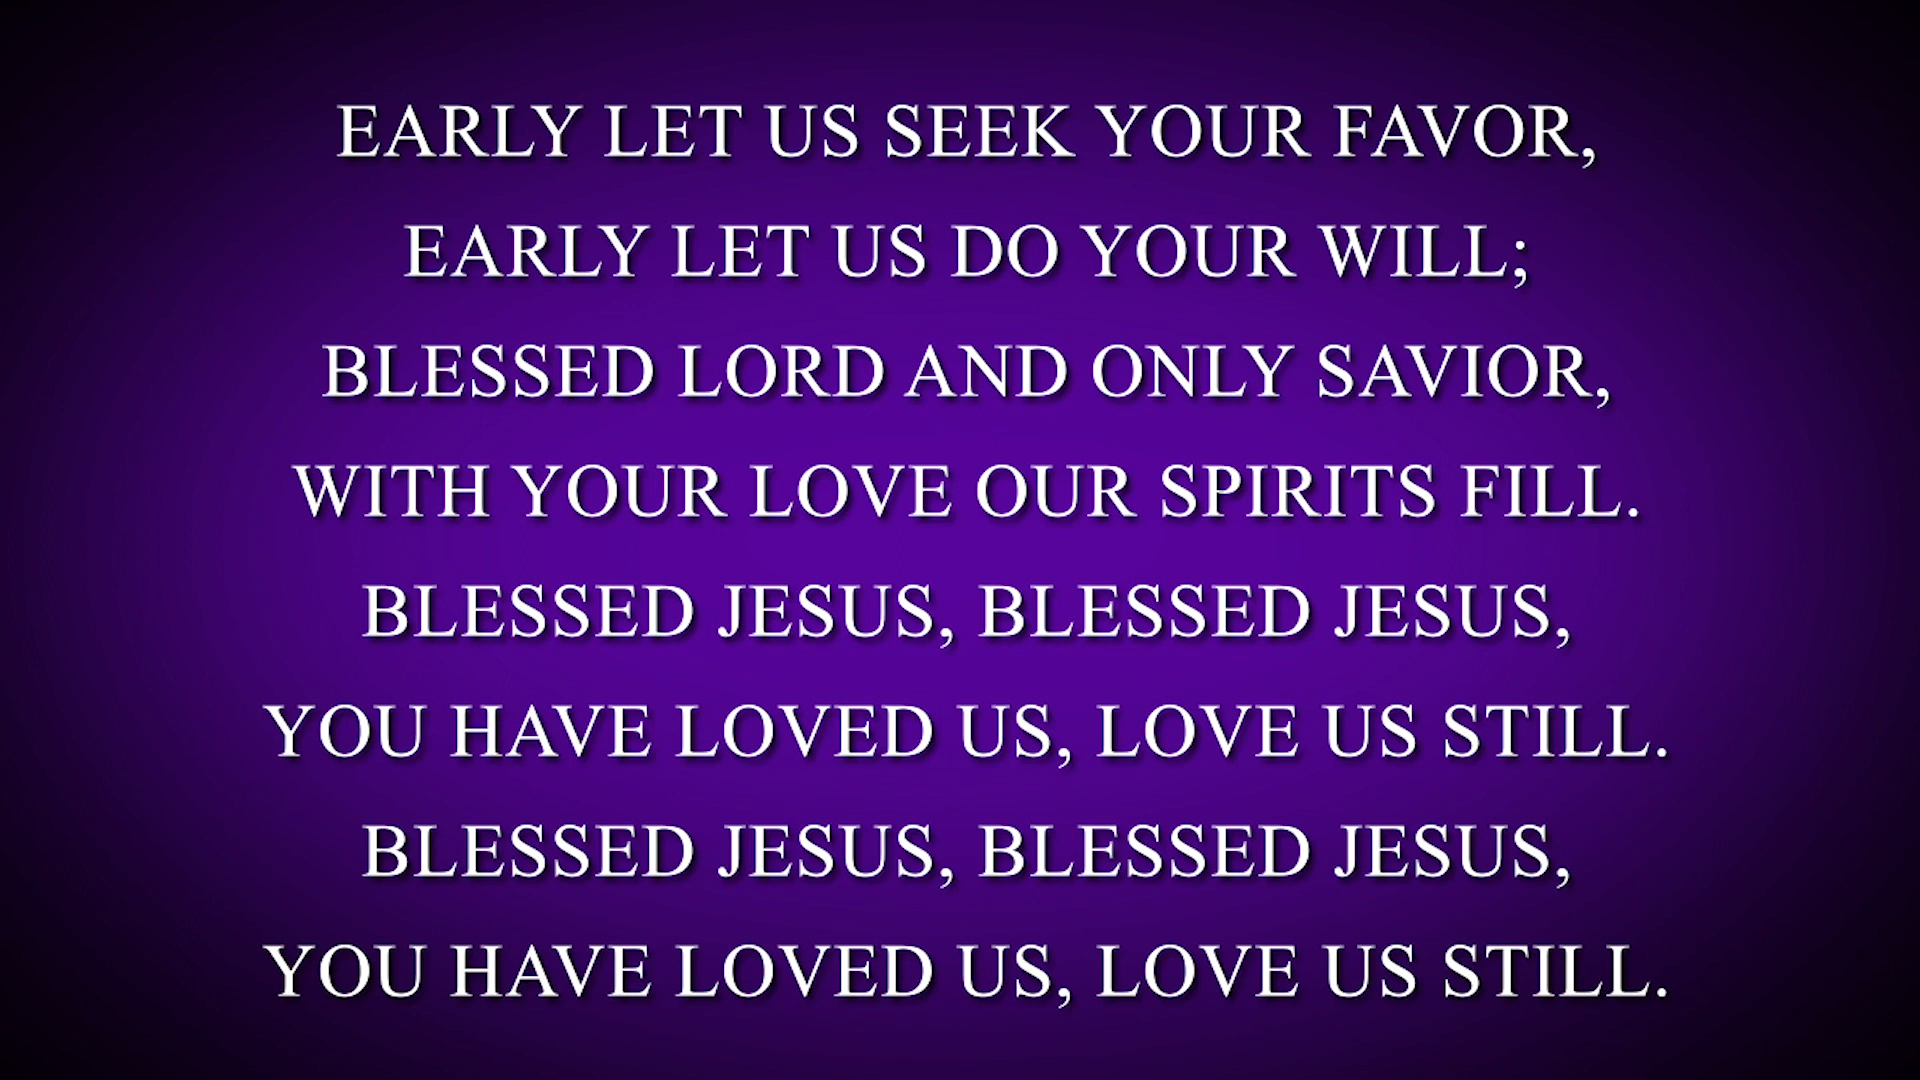 EARLY LET US SEEK YOUR FAVOR,
EARLY LET US DO YOUR WILL;
BLESSED LORD AND ONLY SAVIOR,
WITH YOUR LOVE OUR SPIRITS FILL.
BLESSED JESUS, BLESSED JESUS,
YOU HAVE LOVED US, LOVE US STILL.
BLESSED JESUS, BLESSED JESUS,
YOU HAVE LOVED US, LOVE US STILL.